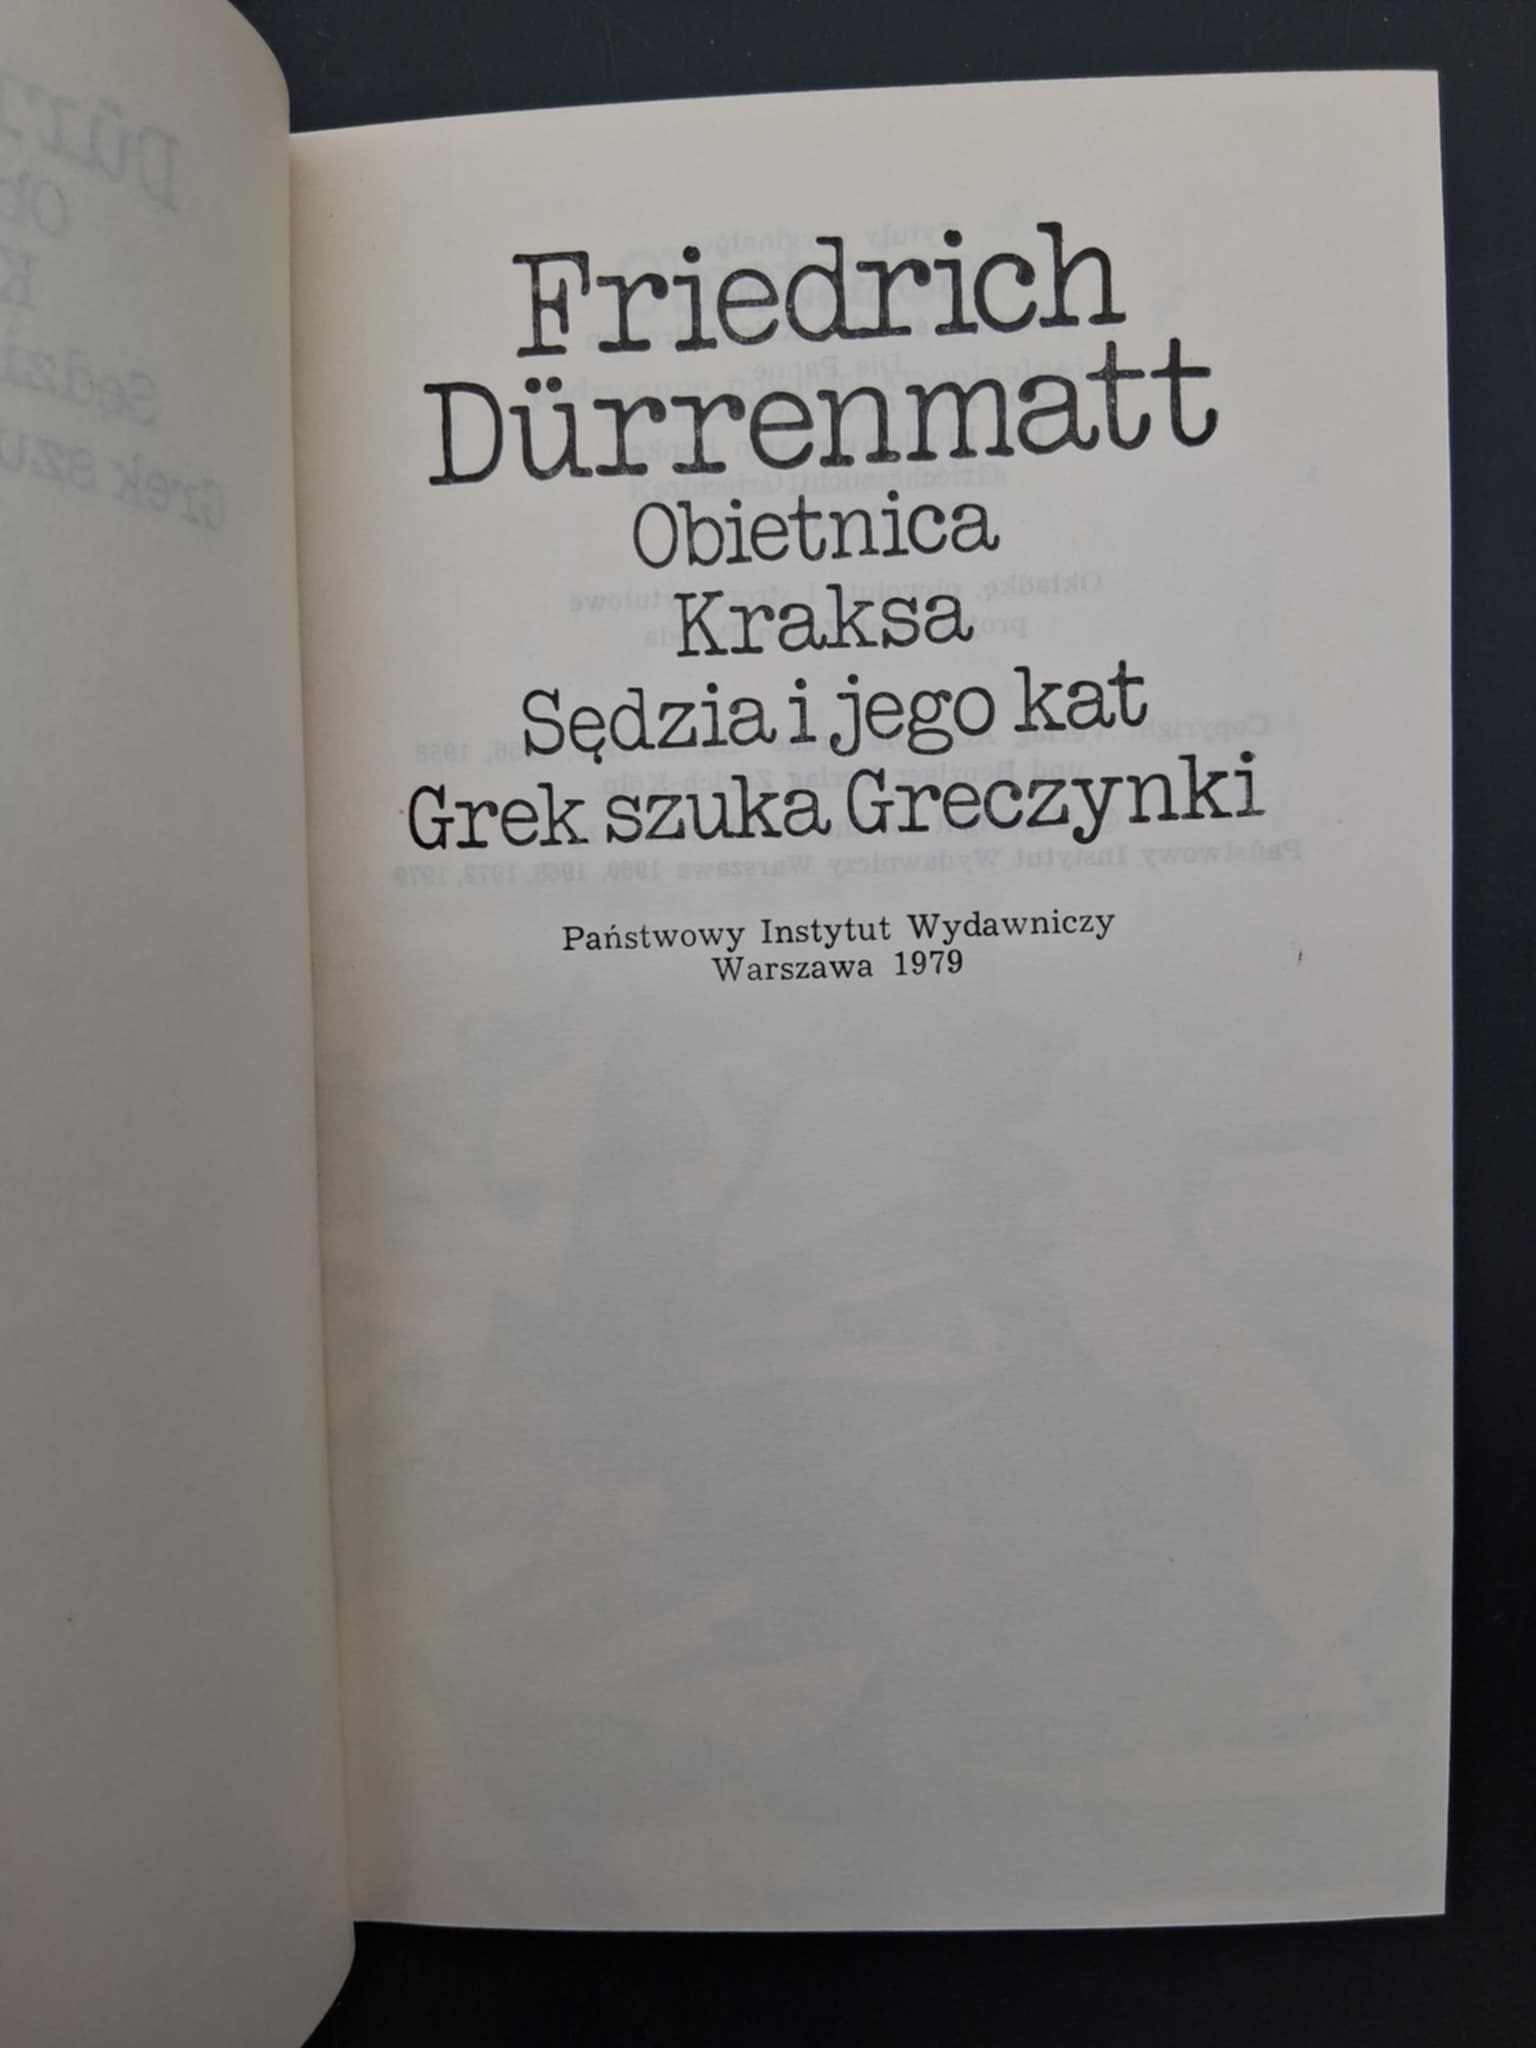 Friedrich
Dürrenmatt
Obietnica
Kraksa
Sędzia i jego kat
Grek szuka Greczynki
Państwowy Instytut Wydawniczy
Warszawa 1979